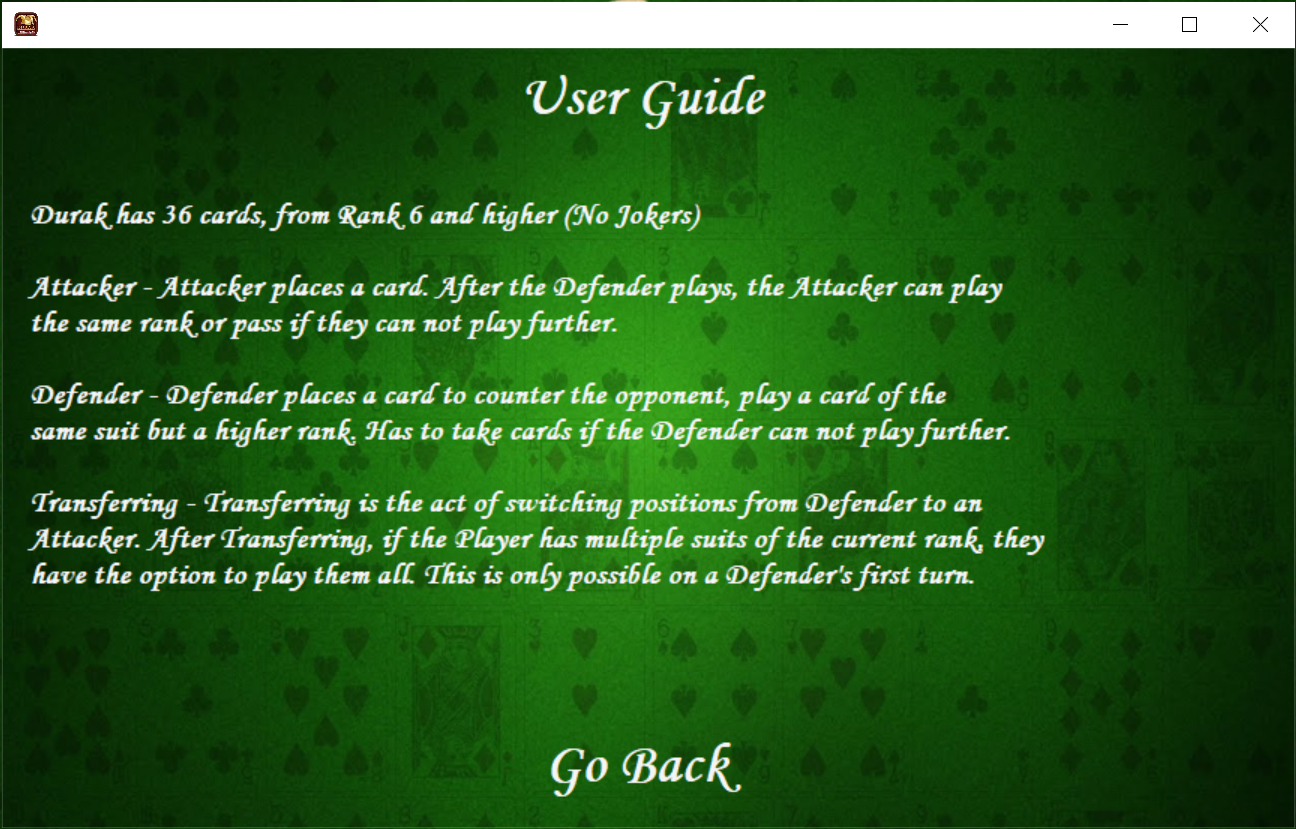 User Guide
Durak has 36 cards, from Rank 6 and higher (No Jokers)
Attacker - Attacker places a card. After the Defender plays, the Attacker can play
the same rank or pass if they can not play further.
Defender - Defender places a card to counter the opponent, play a card of the
same suit but a higher rank. Has to take cards if the Defender can not play further.
Transferring - Transferring is the act of switching positions from Defender to an
Attacker. After Transferring, if the Player has multiple suits of the current rank, they
have the option to play them all. This is only possible on a Defender's first turn.
Go Back